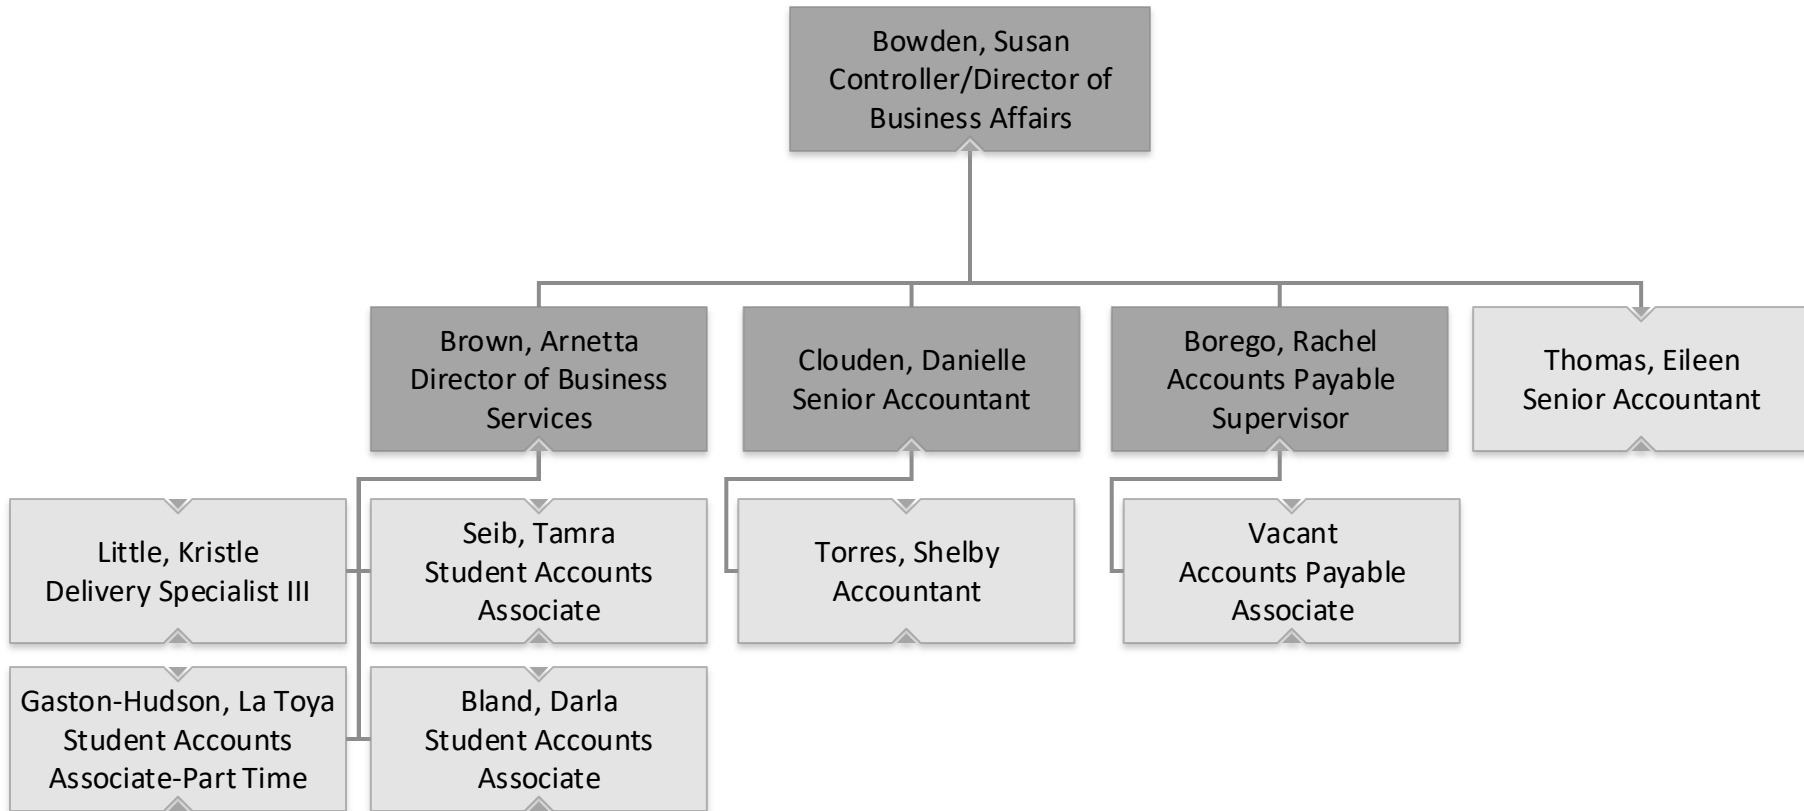 Bowden, Susan
Controller/Director of
Business Affairs
Brown, Arnetta
Director of Business
Services
Clouden, Danielle
Senior Accountant
Borego, Rachel
Accounts Payable
Supervisor
Thomas, Eileen
Senior Accountant
Little, Kristle
Delivery Specialist III
Seib, Tamra
Student Accounts
Associate
Torres, Shelby
Accountant
Vacant
Accounts Payable
Associate
Gaston-Hudson, La Toya
Student Accounts
Associate-Part Time
Bland, Darla
Student Accounts
Associate